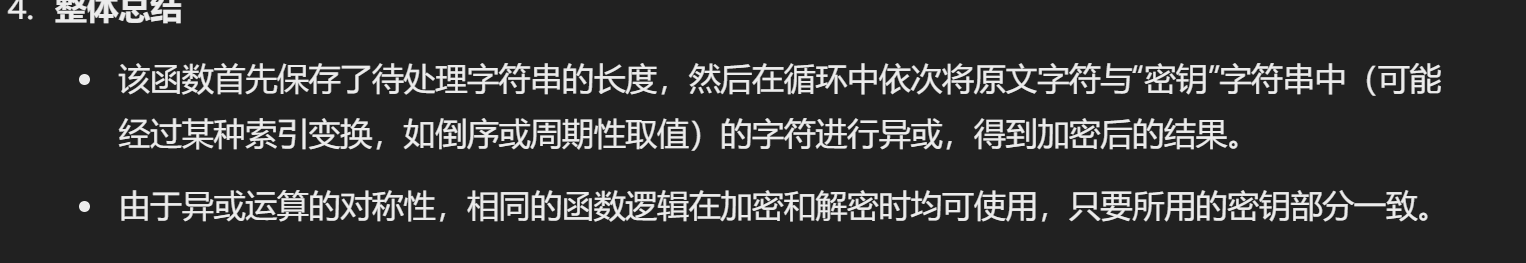 4. 整体总结
• 该函数首先保存了待处理字符串的长度，然后在循环中依次将原文字符与“密钥”字符串中（可能
经过某种索引变换，如倒序或周期性取值）的字符进行异或，得到加密后的结果。
• 由于异或运算的对称性，相同的函数逻辑在加密和解密时均可使用，只要所用的密钥部分一致。